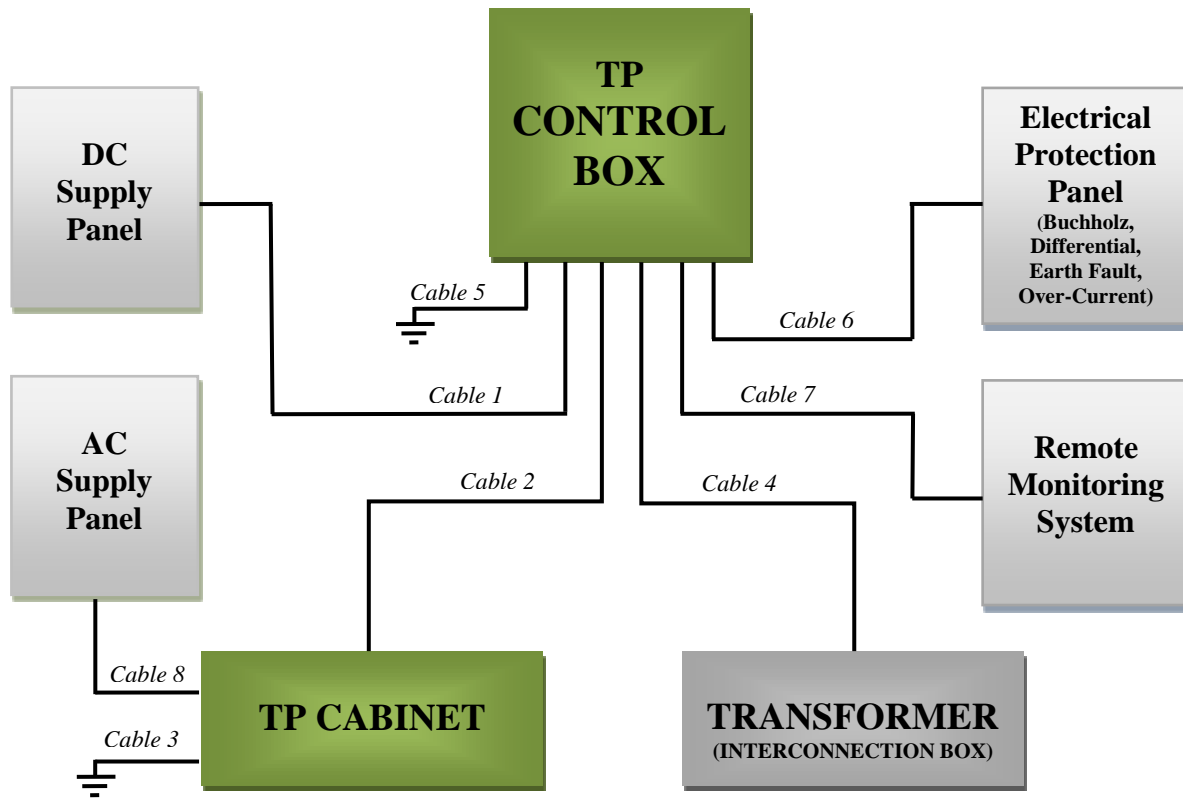 TP
CONTROL
BOX
DC
Supply
Panel
Electrical
Protection
Panel
(Buchholz,
Differential,
Earth Fault,
Over-Current)
Cable 5
Cable 6
Cable 1
Cable 7
AC
Supply
Panel
Remote
Monitoring
System
Cable 2
Cable 4
Cable 8
TP CABINET
Cable 3
TRANSFORMER
(INTERCONNECTION BOX)